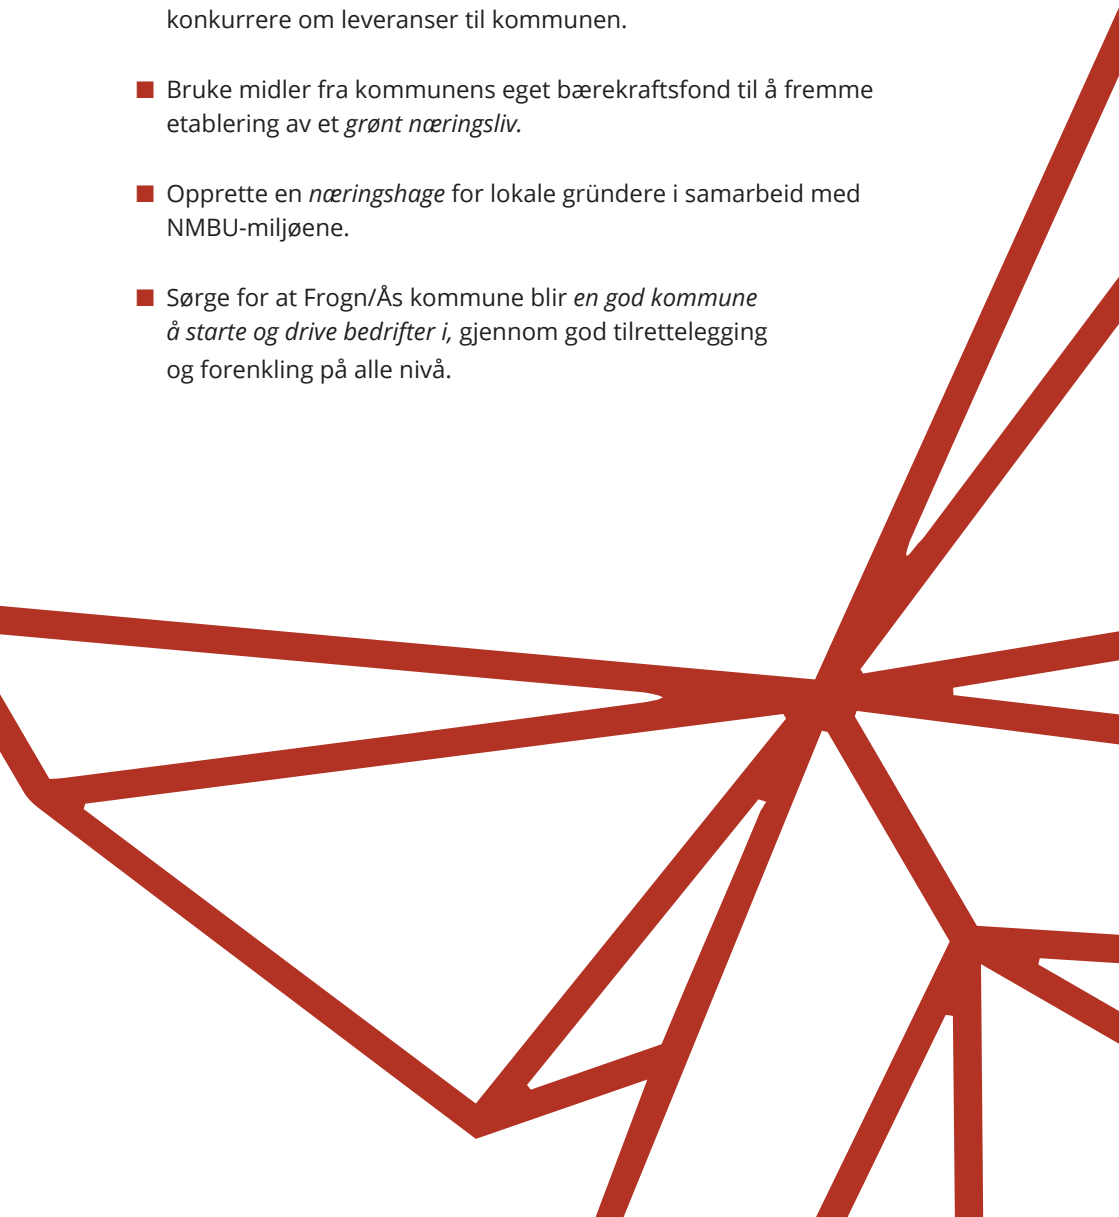 konkurrere om leveranser til kommunen.
Bruke midler fra kommunens eget bærekraftsfond til å fremme
etablering av et grønt næringsliv.
Opprette en næringshage for lokale gründere i samarbeid med
NMBU-miljøene.
Sørge for at Frogn/Ås kommune blir en god kommune
å starte og drive bedrifter i, gjennom god tilrettelegging
og forenkling på alle nivå.